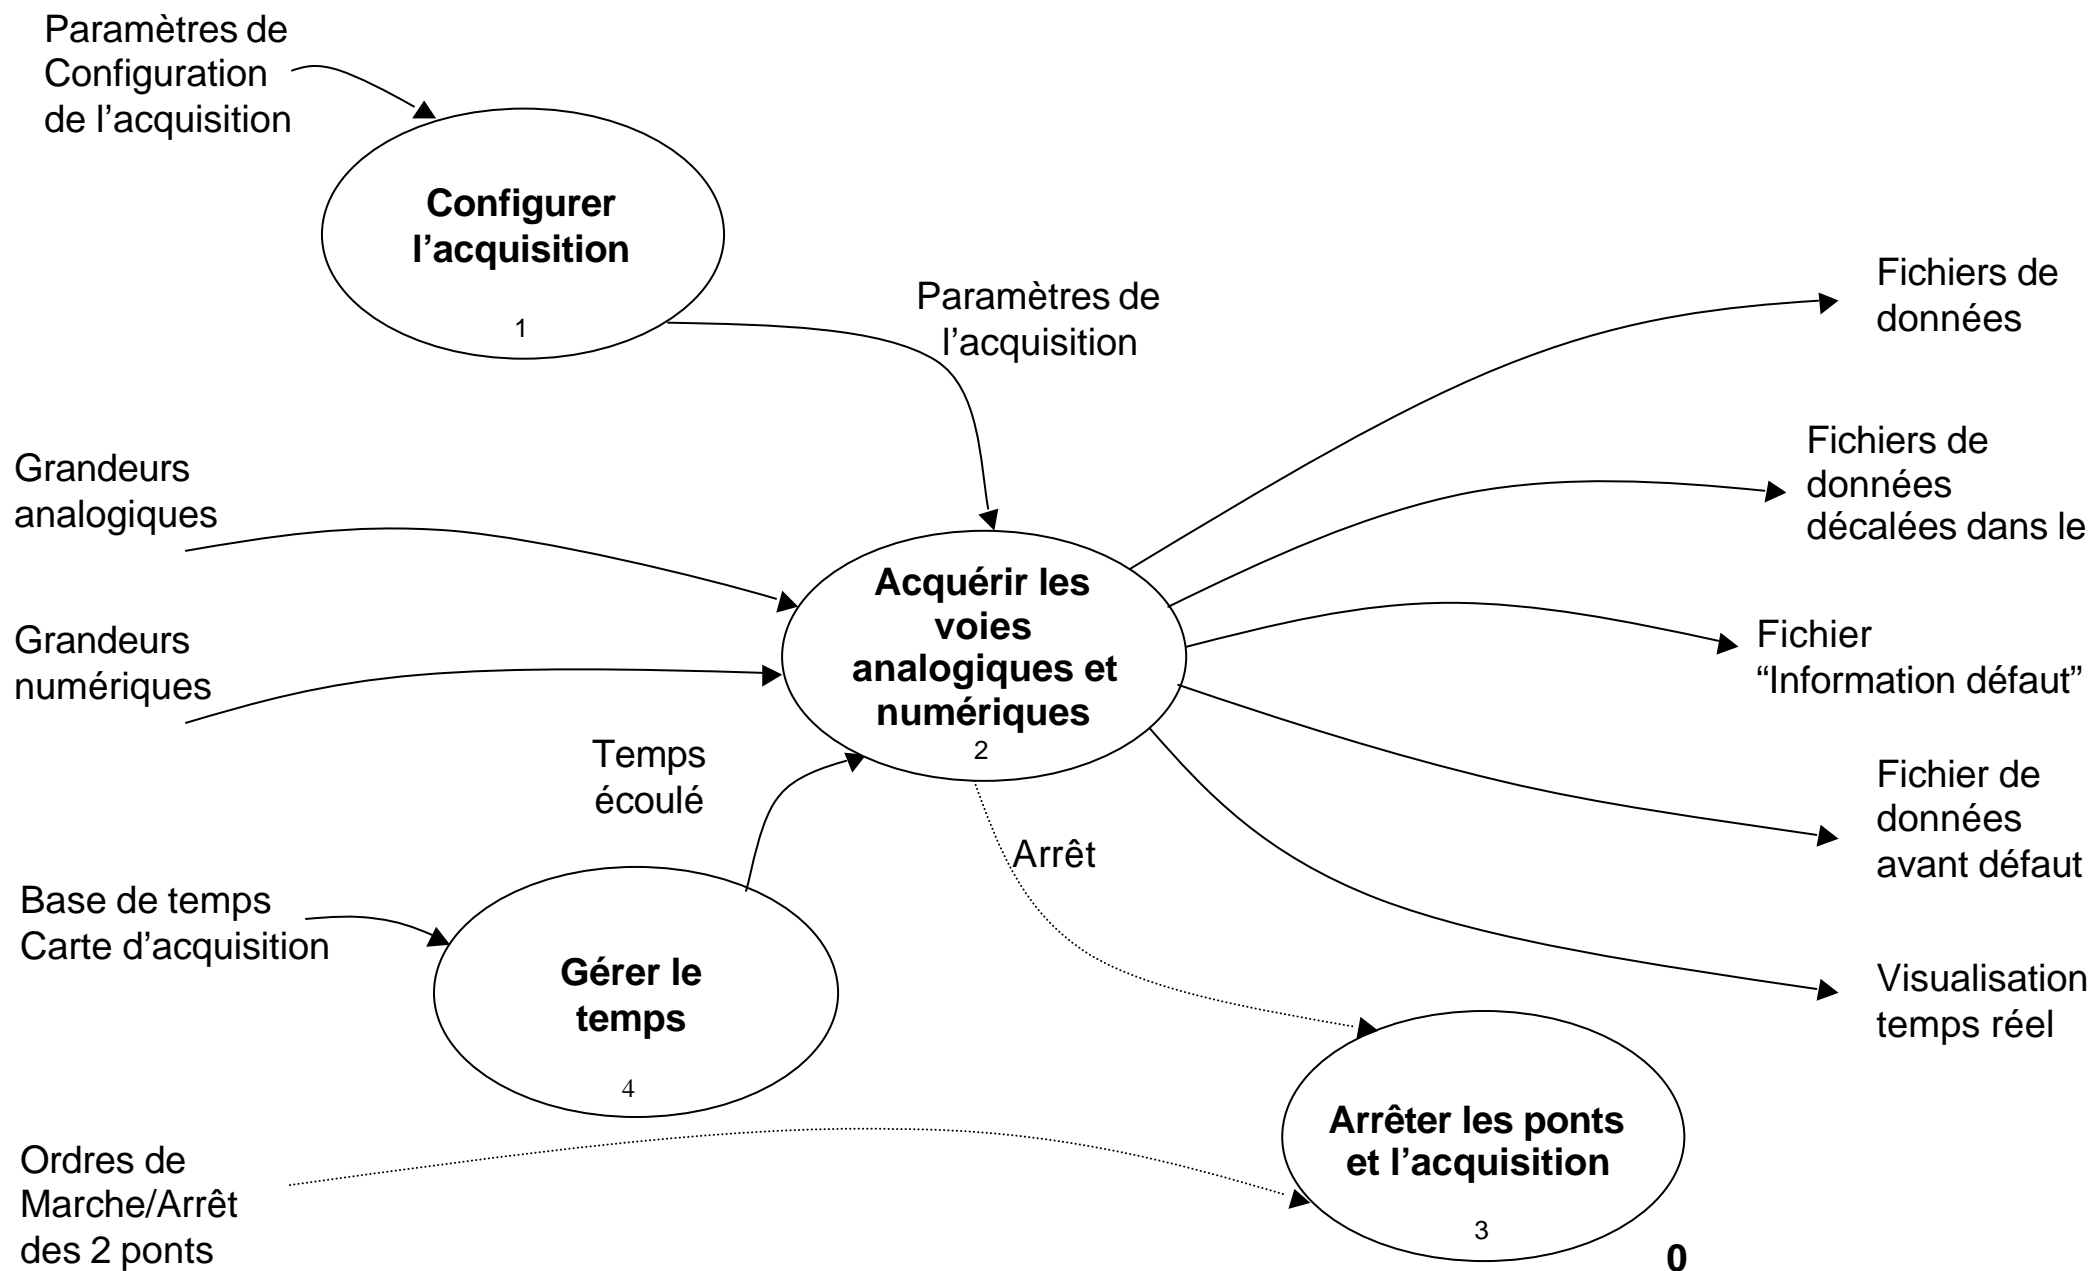 Paramètres de
Configuration
de l’acquisition
Configurer
l’acquisition
1
Paramètres de
l’acquisition
Fichiers de
données
Grandeurs
analogiques
Fichiers de
données
décalées dans le
Acquérir les
voies
analogiques et
numériques
2
Grandeurs
numériques
Fichier
“Information défaut”
Temps
écoulé
Fichier de
données
avant défaut
Arrêt
Base de temps
Carte d’acquisition
Gérer le
temps
4
Visualisation
temps réel
Arrêter les ponts
et l’acquisition
3
Ordres de
Marche/Arrêt
des 2 ponts
0